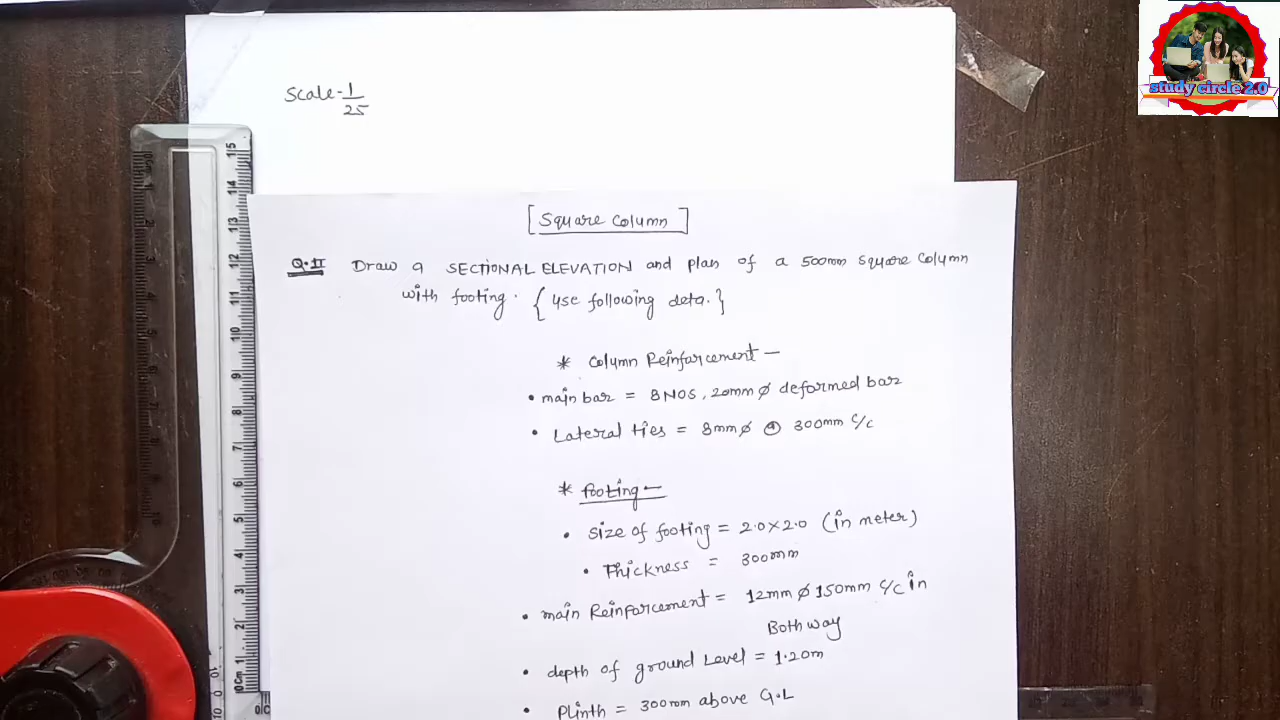 study circle 2.0
Scale-1/25
[Square Column]
Q.II Draw a SECTIONAL ELEVATION and plan of a 500mm square column
with footing. {Use following deta.}
* Column Reinforcement —
• main bar = 8 NOS, 20mm ø deformed bar
• Lateral ties = 8mm ø @ 300mm c/c
* footing —
• Size of footing = 2.0 x 2.0 (in meter)
• Thickness = 300mm
• main Reinforcement = 12mm ø 150mm c/c in
Both way
• depth of ground Level = 1.20m
• Plinth = 300mm above G.L